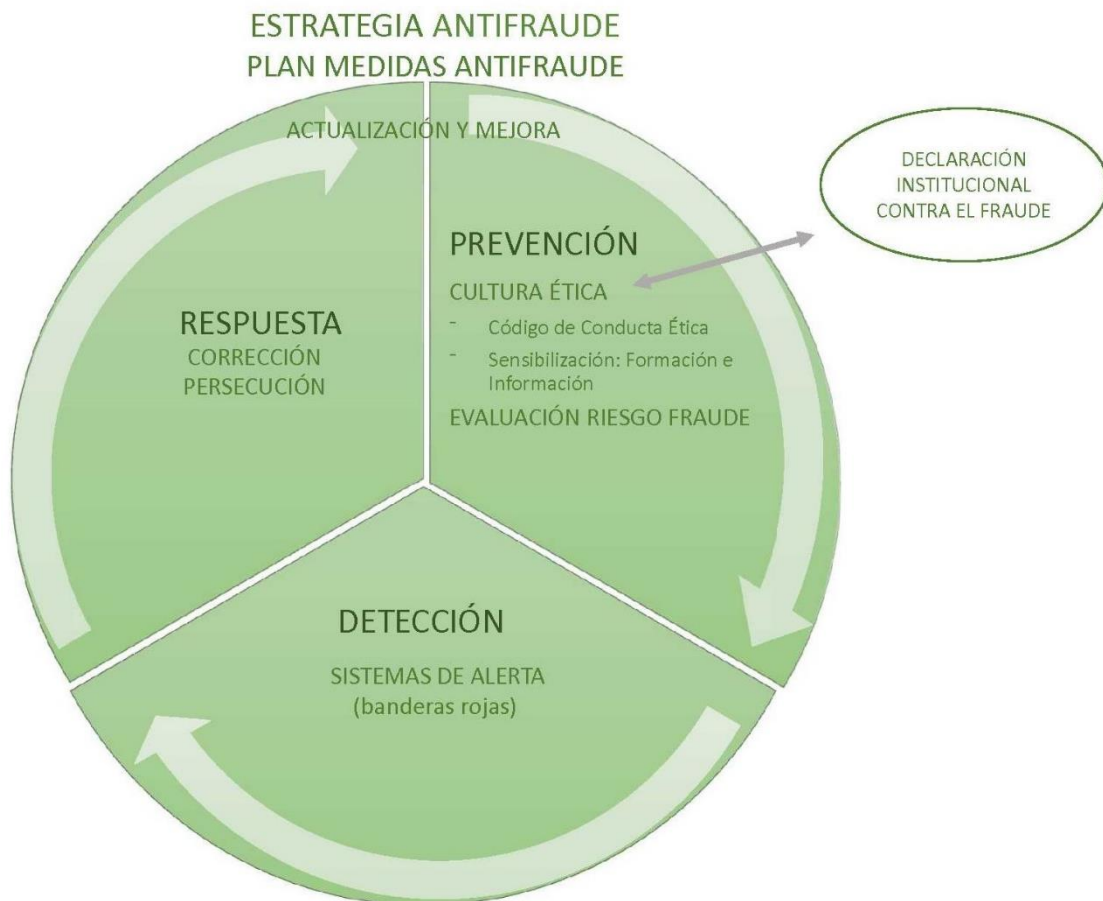 ESTRATEGIA ANTIFRAUDE
PLAN MEDIDAS ANTIFRAUDE
ACTUALIZACIÓN Y MEJORA
DECLARACIÓN
INSTITUCIONAL
CONTRA EL FRAUDE
PREVENCIÓN
CULTURA ÉTICA
- Código de Conducta Ética
- Sensibilización: Formación e
Información
EVALUACIÓN RIESGO FRAUDE
RESPUESTA
CORRECCIÓN
PERSECUCIÓN
DETECCIÓN
SISTEMAS DE ALERTA
(banderas rojas)